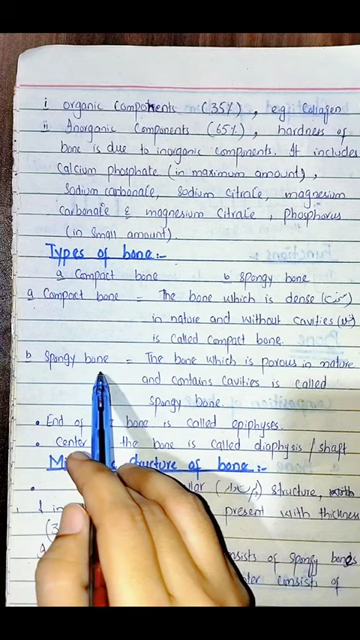 i organic components (35%), e.g Collagen
ii Inorganic Components (65%), hardness of
bone is due to inorganic components. It includes
Calcium phosphate (in maximum amount),
Sodium carbonate, Sodium citrate, magnesium
carbonate & magnesium citrate, phosphorus
(in small amount)
Types of bone:-
a Compact bone b Spongy bone
a Compact bone = The bone which is dense
in nature and without cavities
is called compact bone.
b Spongy bone = The bone which is porous in nature
and contains cavities is called
spongy bone.
• End of bone is called epiphyses.
• Center the bone is called diaphysis / shaft
structure of bone:-
structure,
present with thickness
consists of spongy bone
consists of